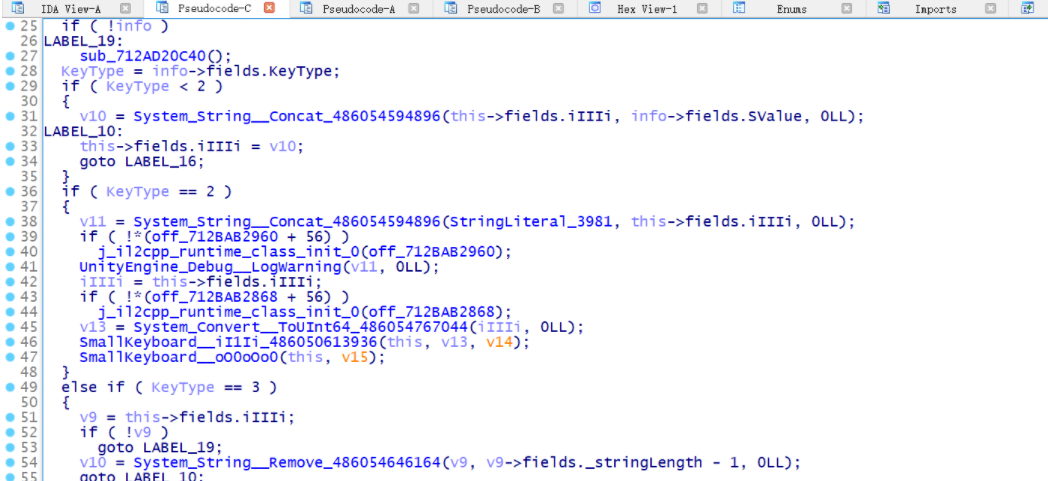 IDA View-A Pseudocode-C Pseudocode-A Pseudocode-B Hex View-1 Enums Imports
25 if ( !info )
26 LABEL_19:
27 sub_712AD20C40();
28 KeyType = info->fields.KeyType;
29 if ( KeyType < 2 )
30 {
31 v10 = System_String__Concat_486054594896(this->fields.iIIIi, info->fields.SValue, 0LL);
32 LABEL_10:
33 this->fields.iIIIi = v10;
34 goto LABEL_16;
35 }
36 if ( KeyType == 2 )
37 {
38 v11 = System_String__Concat_486054594896(StringLiteral_3981, this->fields.iIIIi, 0LL);
39 if ( !*(off_712BAB2960 + 56) )
40 j_il2cpp_runtime_class_init_0(off_712BAB2960);
41 UnityEngine_Debug__LogWarning(v11, 0LL);
42 iIIIi = this->fields.iIIIi;
43 if ( !*(off_712BAB2868 + 56) )
44 j_il2cpp_runtime_class_init_0(off_712BAB2868);
45 v13 = System_Convert__ToUInt64_486054767044(iIIIi, 0LL);
46 SmallKeyboard__iI1Ii_486050613936(this, v13, v14);
47 SmallKeyboard__oO0oOo0(this, v15);
48 }
49 else if ( KeyType == 3 )
50 {
51 v9 = this->fields.iIIIi;
52 if ( !v9 )
53 goto LABEL_19;
54 v10 = System_String__Remove_486054646164(v9, v9->fields._stringLength - 1, 0LL);
55 goto LABEL_10;